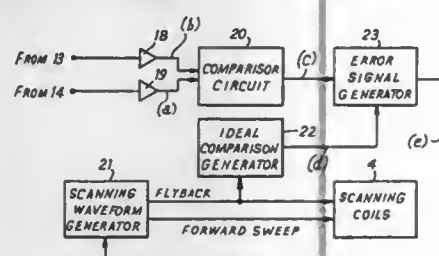 18
(b)
20
23
FROM 13
19
COMPARISOR
CIRCUIT
(C)
ERROR
SIGNAL
GENERATOR
FROM 14
(a)
IDEAL
COMPARISON
GENERATOR
22
(d)
(e)
21
4
SCANNING
WAVEFORM
GENERATOR
FLYBACK
SCANNING
COILS
FORWARD SWEEP